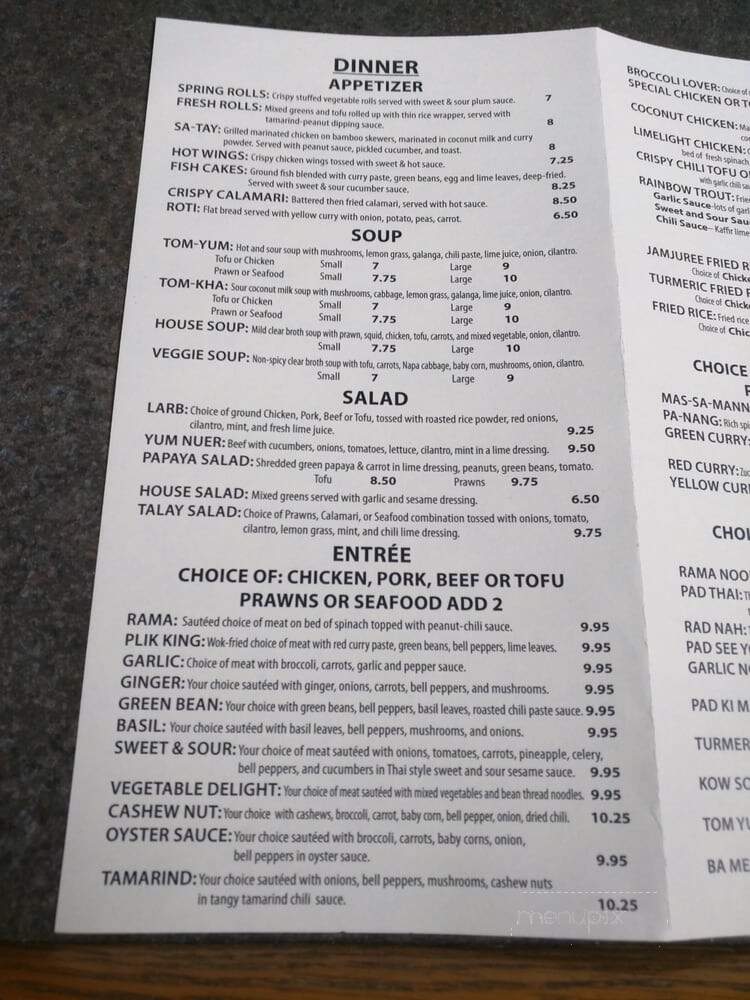 DINNER
APPETIZER
SPRING ROLLS: Crispy stuffed vegetable rolls served with sweet & sour plum sauce. 7
FRESH ROLLS: Mixed greens and tofu rolled up with thin rice wrapper, served with
tamarind-peanut dipping sauce. 8
SA-TAY: Grilled marinated chicken on bamboo skewers, marinated in coconut milk and curry
powder. Served with peanut sauce, pickled cucumber, and toast. 8
HOT WINGS: Crispy chicken wings tossed with sweet & hot sauce. 7.25
FISH CAKES: Ground fish blended with curry paste, green beans, egg and lime leaves, deep-fried.
Served with sweet & sour cucumber sauce. 8.25
CRISPY CALAMARI: Battered then fried calamari, served with hot sauce. 8.50
ROTI: Flat bread served with yellow curry with onion, potato, peas, carrot. 6.50
SOUP
TOM-YUM: Hot and sour soup with mushrooms, lemon grass, galanga, chili paste, lime juice, onion, cilantro.
Tofu or Chicken Small 7 Large 9
Prawn or Seafood Small 7.75 Large 10
TOM-KHA: Sour coconut milk soup with mushrooms, cabbage, lemon grass, galanga, lime juice, onion, cilantro.
Tofu or Chicken Small 7 Large 9
Prawn or Seafood Small 7.75 Large 10
HOUSE SOUP: Mild clear broth soup with prawn, squid, chicken, tofu, carrots, and mixed vegetable, onion, cilantro.
Small 7.75 Large 10
VEGGIE SOUP: Non-spicy clear broth soup with tofu, carrots, Napa cabbage, baby corn, mushrooms, onion, cilantro.
Small 7 Large 9
SALAD
LARB: Choice of ground Chicken, Pork, Beef or Tofu, tossed with roasted rice powder, red onions,
cilantro, mint, and fresh lime juice. 9.25
YUM NUER: Beef with cucumbers, onions, tomatoes, lettuce, cilantro, mint in a lime dressing. 9.50
PAPAYA SALAD: Shredded green papaya & carrot in lime dressing, peanuts, green beans, tomato.
Tofu 8.50 Prawns 9.75
HOUSE SALAD: Mixed greens served with garlic and sesame dressing. 6.50
TALAY SALAD: Choice of Prawns, Calamari, or Seafood combination tossed with onions, tomato,
cilantro, lemon grass, mint, and chili lime dressing. 9.75
ENTRÉE
CHOICE OF: CHICKEN, PORK, BEEF OR TOFU
PRAWNS OR SEAFOOD ADD 2
RAMA: Sautéed choice of meat on bed of spinach topped with peanut-chili sauce. 9.95
PLIK KING: Wok-fried choice of meat with red curry paste, green beans, bell peppers, lime leaves. 9.95
GARLIC: Choice of meat with broccoli, carrots, garlic and pepper sauce. 9.95
GINGER: Your choice sautéed with ginger, onions, carrots, bell peppers, and mushrooms. 9.95
GREEN BEAN: Your choice with green beans, bell peppers, basil leaves, roasted chili paste sauce. 9.95
BASIL: Your choice sautéed with basil leaves, bell peppers, mushrooms, and onions. 9.95
SWEET & SOUR: Your choice of meat sautéed with onions, tomatoes, carrots, pineapple, celery,
bell peppers, and cucumbers in Thai style sweet and sour sesame sauce. 9.95
VEGETABLE DELIGHT: Your choice of meat sautéed with mixed vegetables and bean thread noodles. 9.95
CASHEW NUT: Your choice with cashews, broccoli, carrot, baby corn, bell pepper, onion, dried chili. 10.25
OYSTER SAUCE: Your choice sautéed with broccoli, carrots, baby corns, onion,
bell peppers in oyster sauce. 9.95
TAMARIND: Your choice sautéed with onions, bell peppers, mushrooms, cashew nuts
in tangy tamarind chili sauce. 10.25
menupix
BROCCOLI LOVER: Choice of
SPECIAL CHICKEN OR
COCONUT CHICKEN:
LIMELIGHT CHICKEN:
bed of fresh spinach
CRISPY CHILI TOFU
with garlic chili
RAINBOW TROUT:
Garlic Sauce-lots of
Sweet and Sour
Chili Sauce- Kaffir lime
JAMJUREE FRIED
Choice of
TURMERIC FRIED
Choice of
FRIED RICE: Fried rice
Choice of
CHOICE
MAS-SA-MANN
PA-NANG: Rich
GREEN CURRY:
RED CURRY:
YELLOW
RAMA
PAD THAI:
RAD NAH:
PAD SEE
GARLIC
PAD KI
KOW
TOM
BA